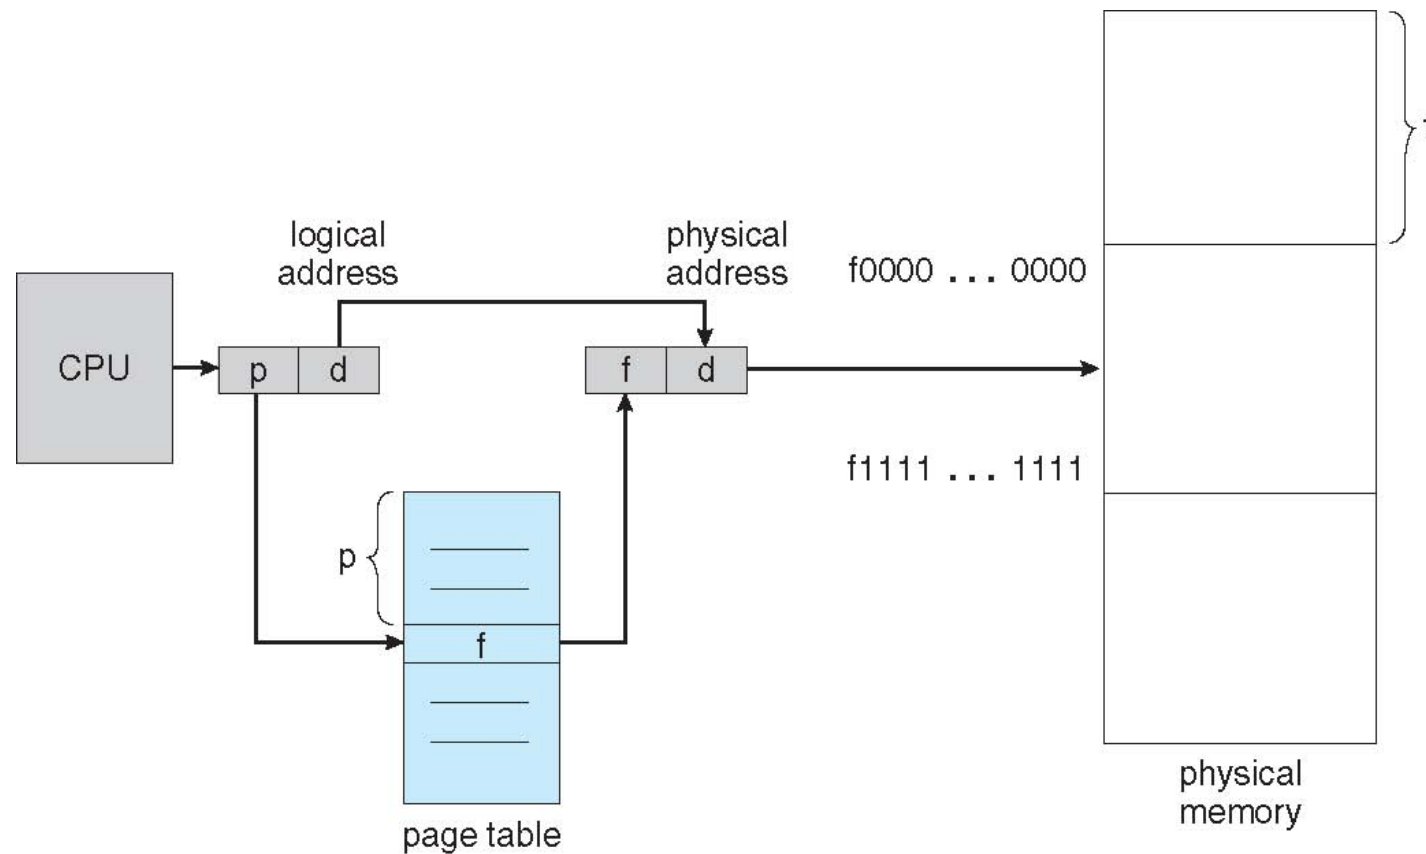 logical
address
physical
address
f0000 ... 0000
CPU
p
d
f
d
f1111 ... 1111
p
f
page table
physical
memory